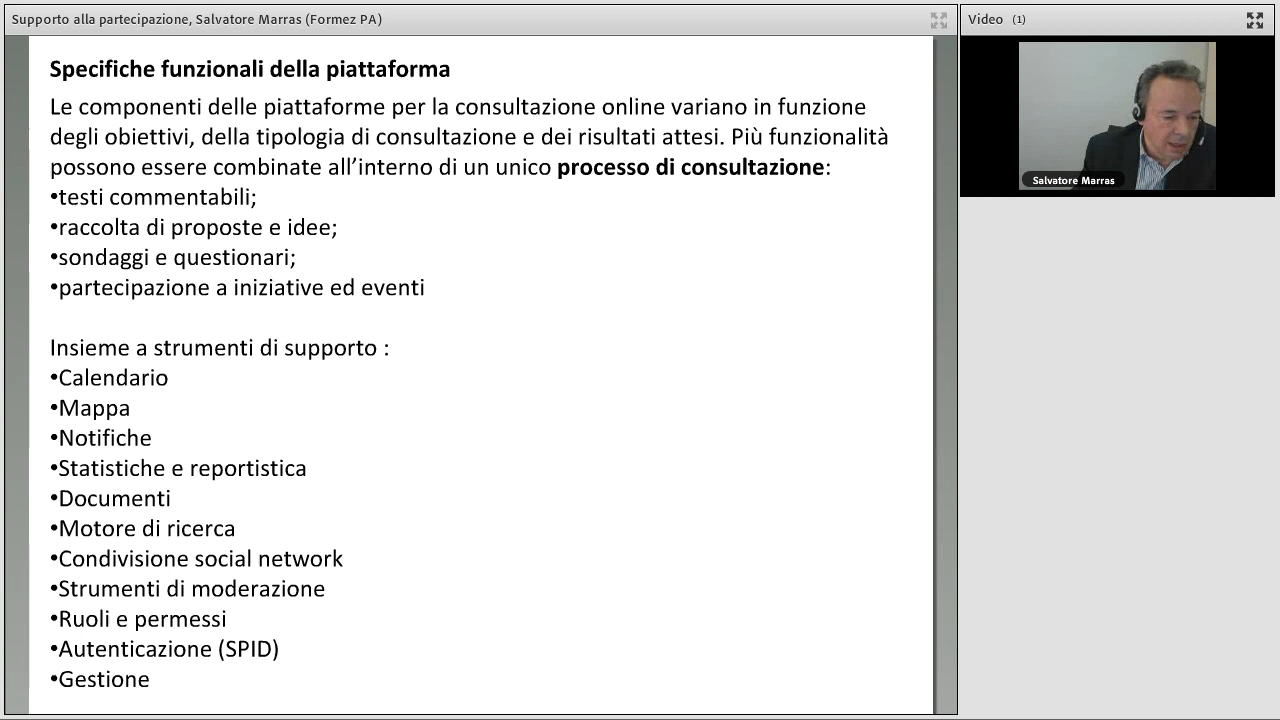 Supporto alla partecipazione, Salvatore Marras (Formez PA)
Video (1)
Specifiche funzionali della piattaforma
Le componenti delle piattaforme per la consultazione online variano in funzione
degli obiettivi, della tipologia di consultazione e dei risultati attesi. Più funzionalità
possono essere combinate all’interno di un unico processo di consultazione:
•testi commentabili;
•raccolta di proposte e idee;
•sondaggi e questionari;
•partecipazione a iniziative ed eventi
Insieme a strumenti di supporto :
•Calendario
•Mappa
•Notifiche
•Statistiche e reportistica
•Documenti
•Motore di ricerca
•Condivisione social network
•Strumenti di moderazione
•Ruoli e permessi
•Autenticazione (SPID)
•Gestione
Salvatore Marras